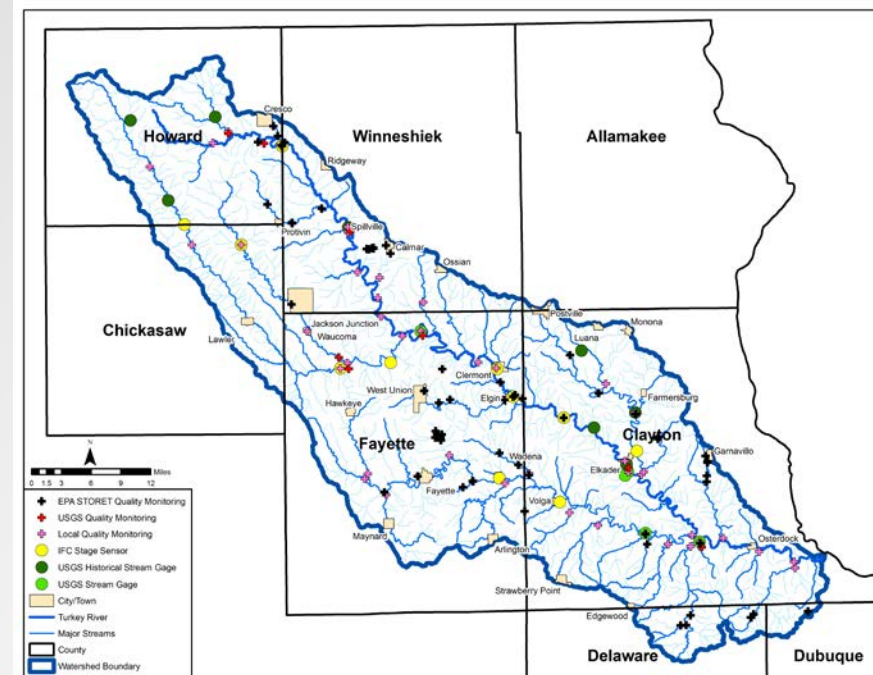 Cresco
Howard
Winneshiek
Allamakee
Ridgeway
Protivin
Spillville
Calmar
Ossian
Chickasaw
Lawler
Jackson Junction
Waucoma
Postville
Monona
Luana
Clermont
West Union
Elgin
Hawkeye
Farmersburg
Fayette
Clayton
Garnavillo
Wadena
Elkader
Fayette
Volga
Maynard
Arlington
Osterdock
Strawberry Point
Edgewood
Delaware
Dubuque
N
0 1.5 3 6 9 12
Miles
EPA STORET Quality Monitoring
USGS Quality Monitoring
Local Quality Monitoring
IFC Stage Sensor
USGS Historical Stream Gage
USGS Stream Gage
City/Town
Turkey River
Major Streams
County
Watershed Boundary